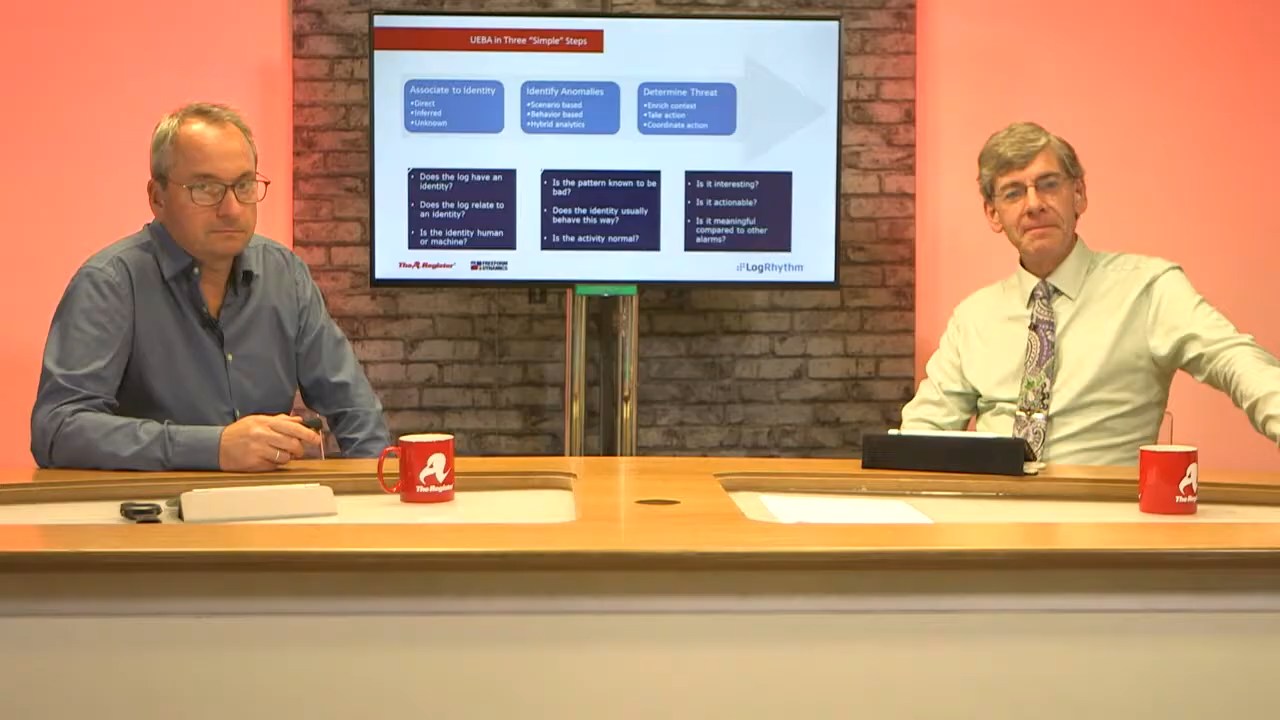 UEBA in Three "Simple" Steps
Associate to Identity
•Direct
•Inferred
•Unknown
Identify Anomalies
•Scenario based
•Behavior based
•Hybrid analytics
Determine Threat
•Enrich context
•Take action
•Coordinate action
• Does the log have an
identity?
• Does the log relate to
an identity?
• Is the identity human
or machine?
• Is the pattern known to be
bad?
• Does the identity usually
behave this way?
• Is the activity normal?
• Is it interesting?
• Is it actionable?
• Is it meaningful
compared to other
alarms?
The Register
FREEFORM
DYNAMICS
LogRhythm
The Register
The Register